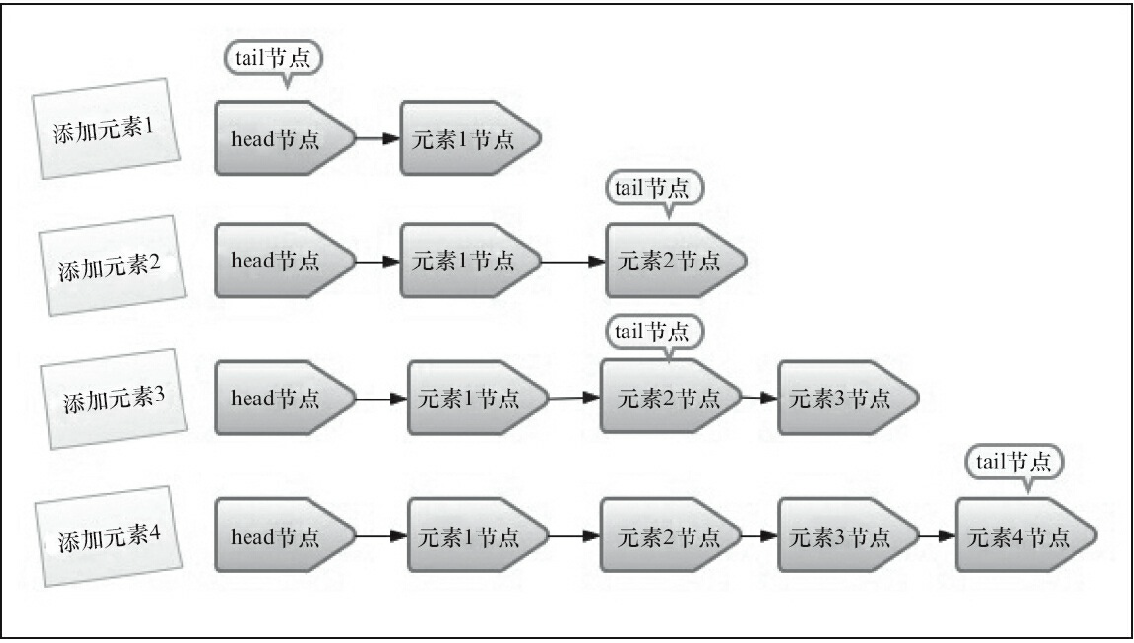 tail节点
添加元素1
head节点
元素1节点
tail节点
添加元素2
head节点
元素1节点
元素2节点
tail节点
添加元素3
head节点
元素1节点
元素2节点
元素3节点
tail节点
添加元素4
head节点
元素1节点
元素2节点
元素3节点
元素4节点